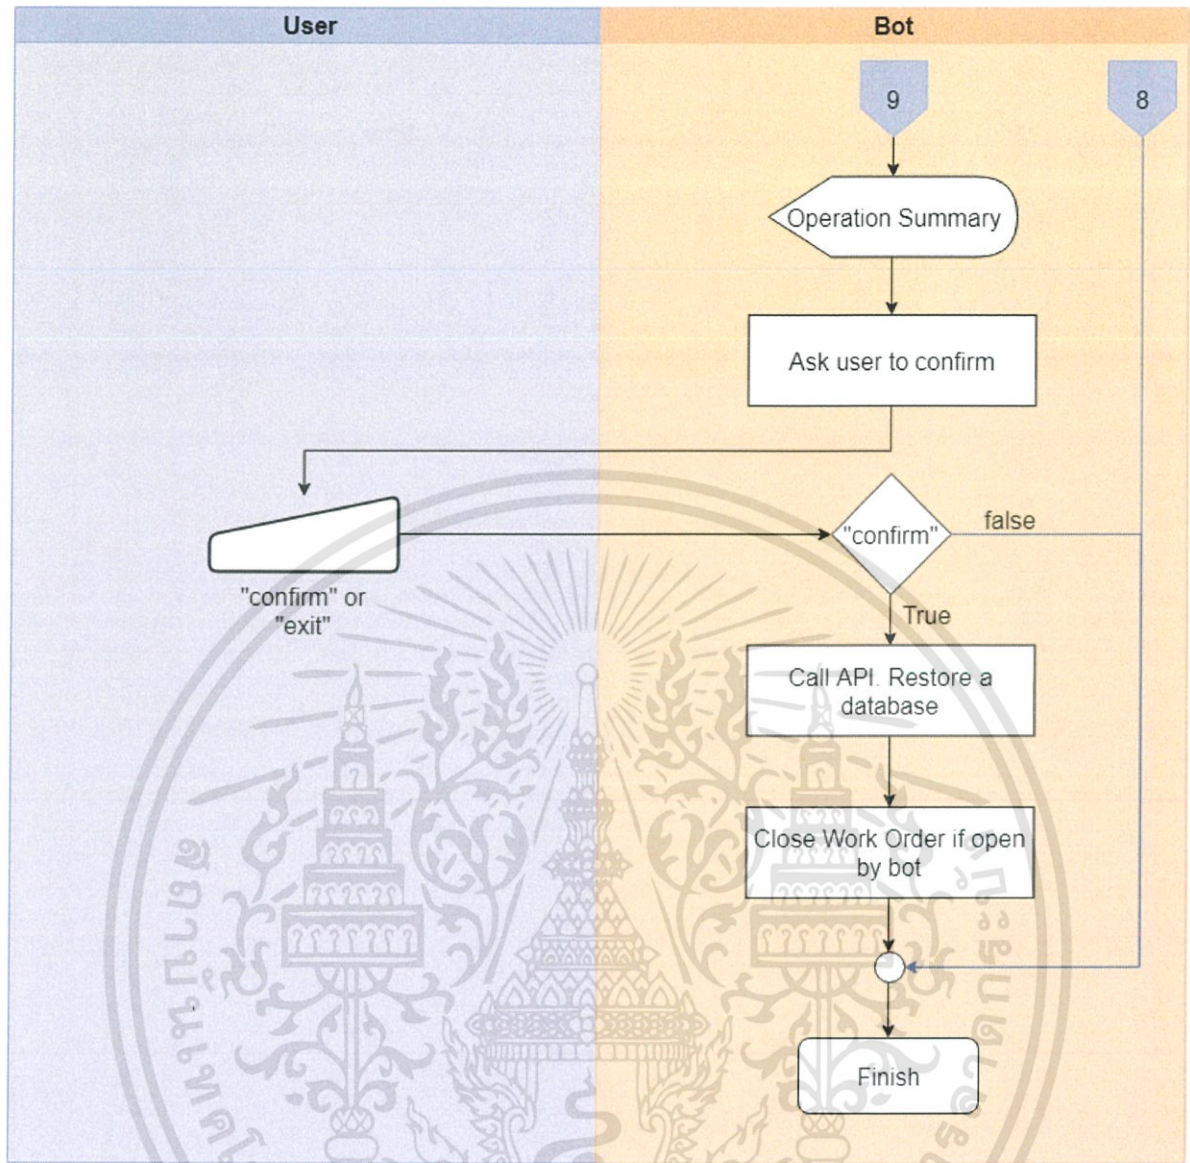 User
Bot
9
8
Operation Summary
Ask user to confirm
"confirm"
false
"confirm" or
"exit"
True
Call API. Restore a
database
Close Work Order if open
by bot
Finish